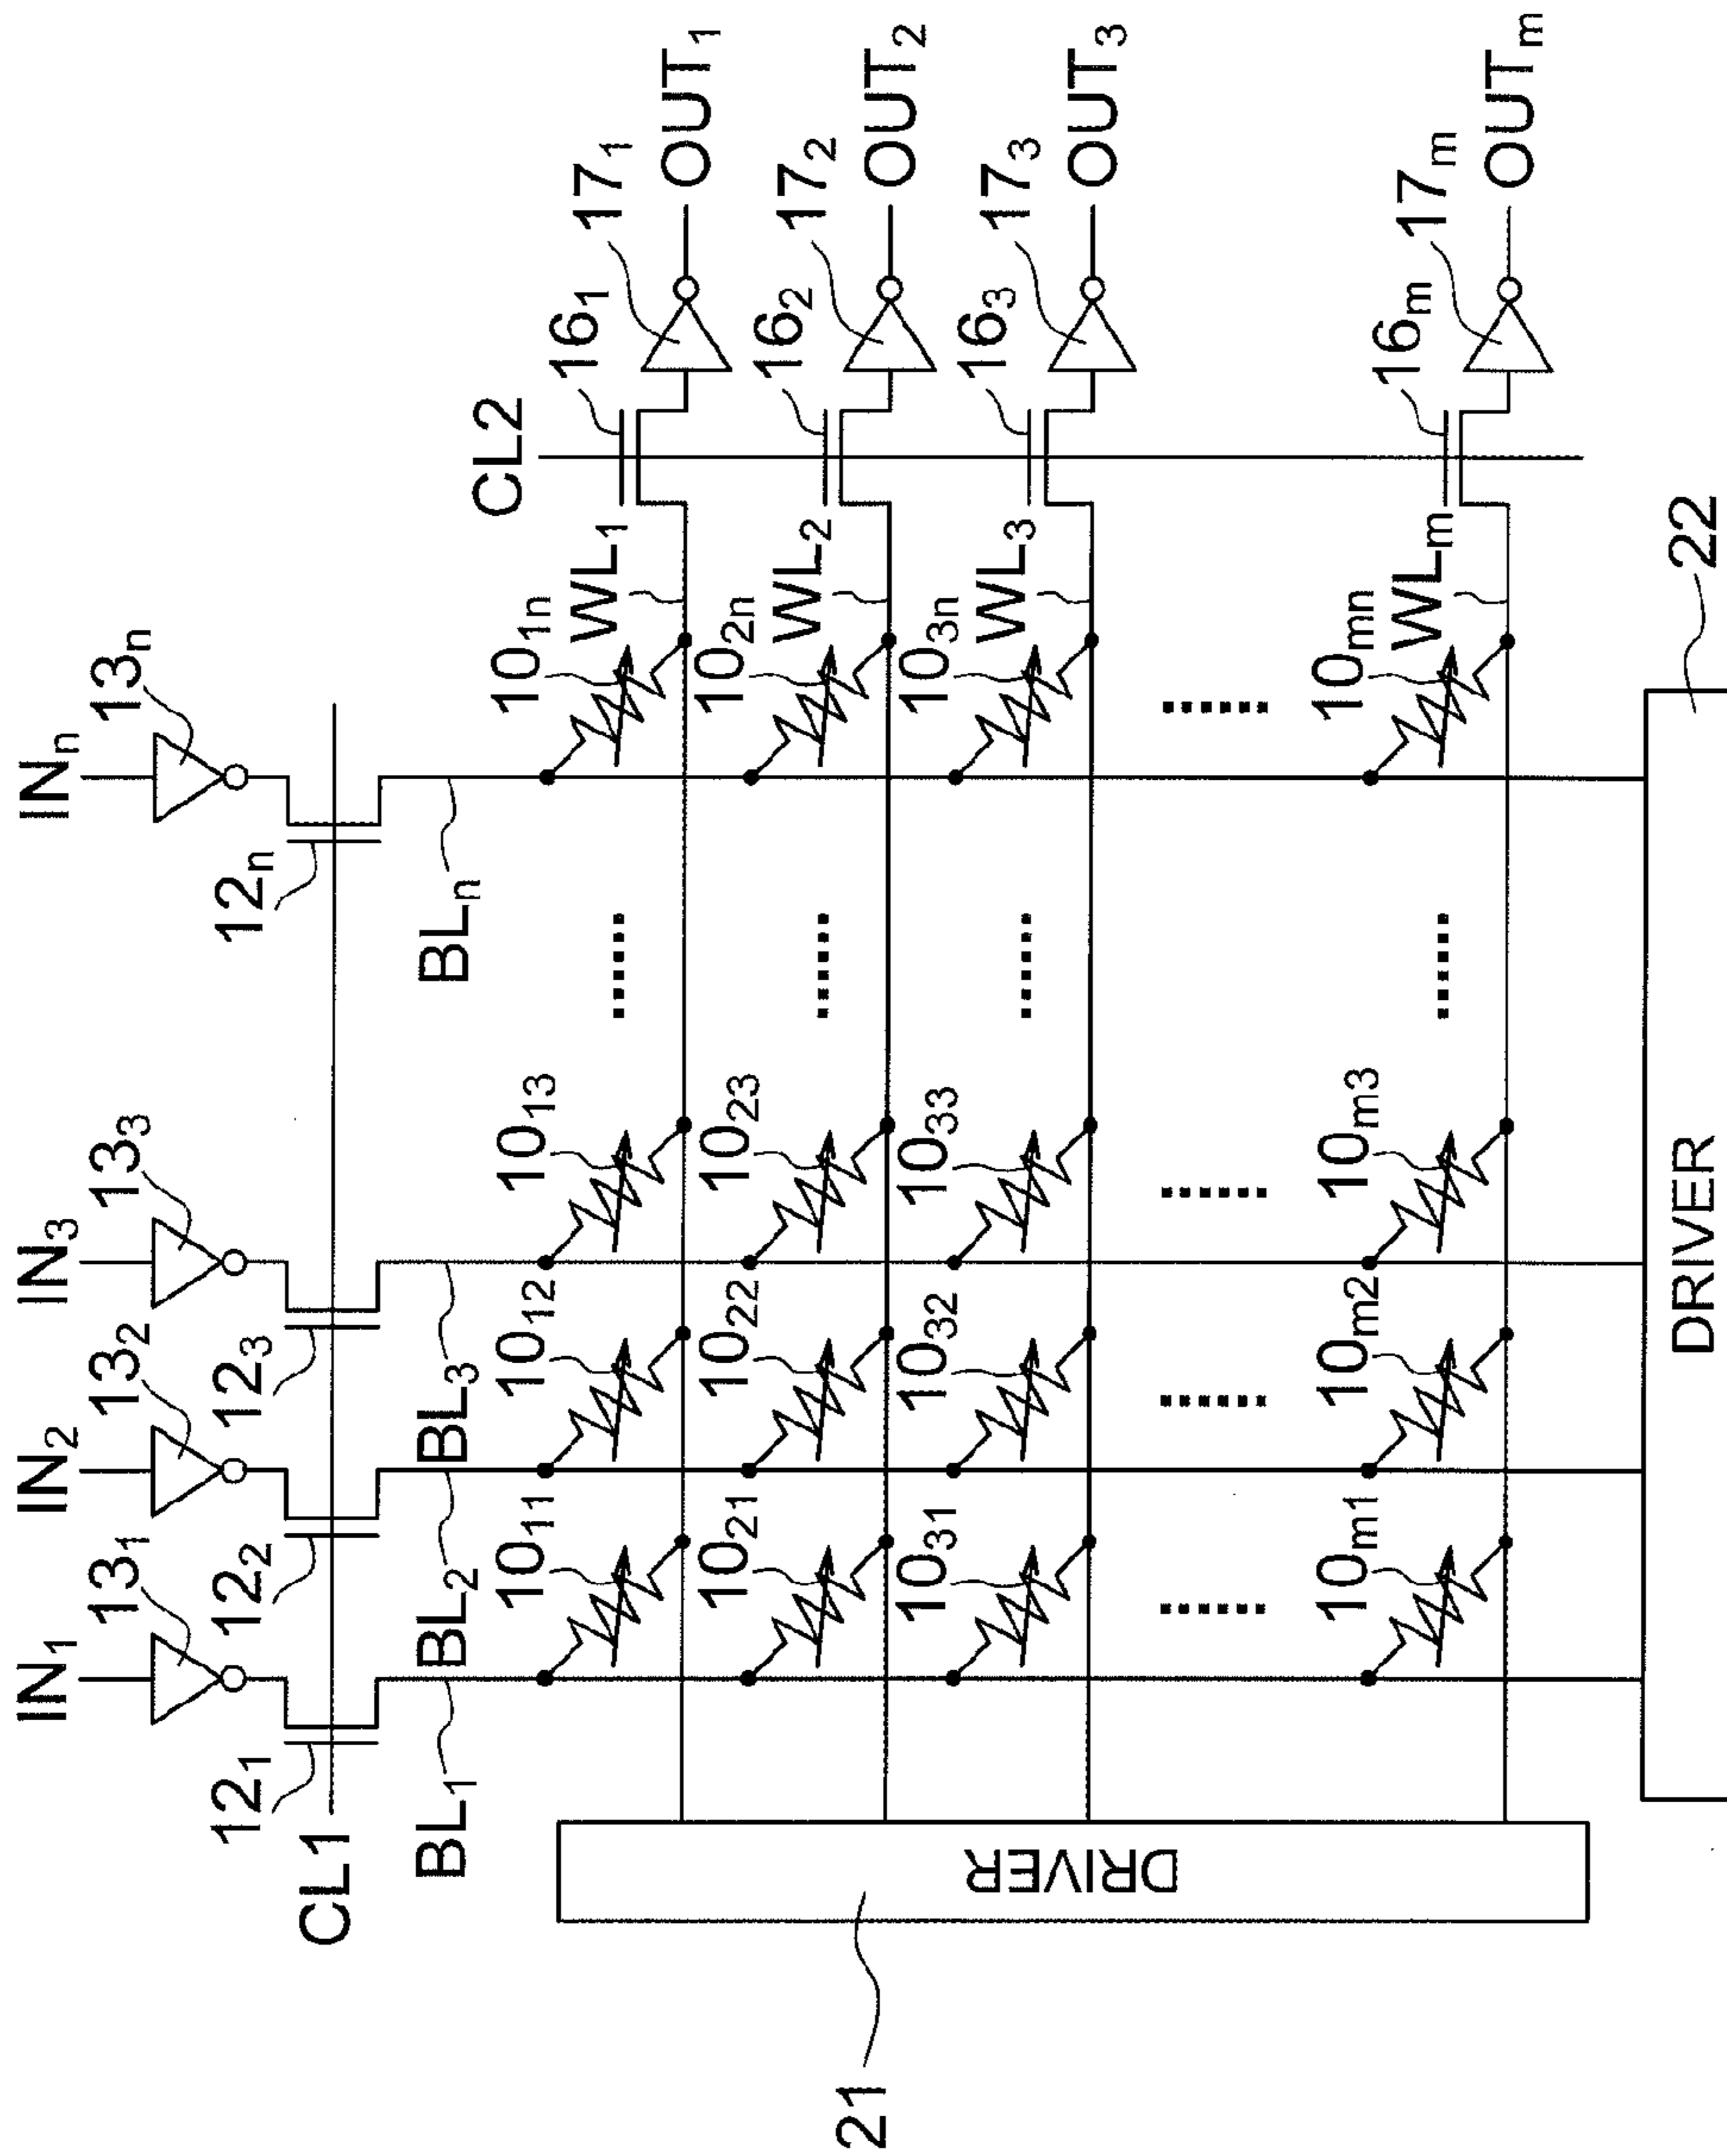 IN₁ IN₂ IN₃ INₙ
13₁ 13₂ 13₃ 13ₙ
12₁ 12₂ 12₃ 12ₙ
CL1
BL₁ BL₂ BL₃ BLₙ
CL2
10₁₁ 10₁₂ 10₁₃ 10₁ₙ WL₁ 16₁ 17₁ OUT₁
10₂₁ 10₂₂ 10₂₃ 10₂ₙ WL₂ 16₂ 17₂ OUT₂
10₃₁ 10₃₂ 10₃₃ 10₃ₙ WL₃ 16₃ 17₃ OUT₃
10ₘ₁ 10ₘ₂ 10ₘ₃ 10ₘₙ WLₘ 16ₘ 17ₘ OUTₘ
DRIVER
21
DRIVER
22